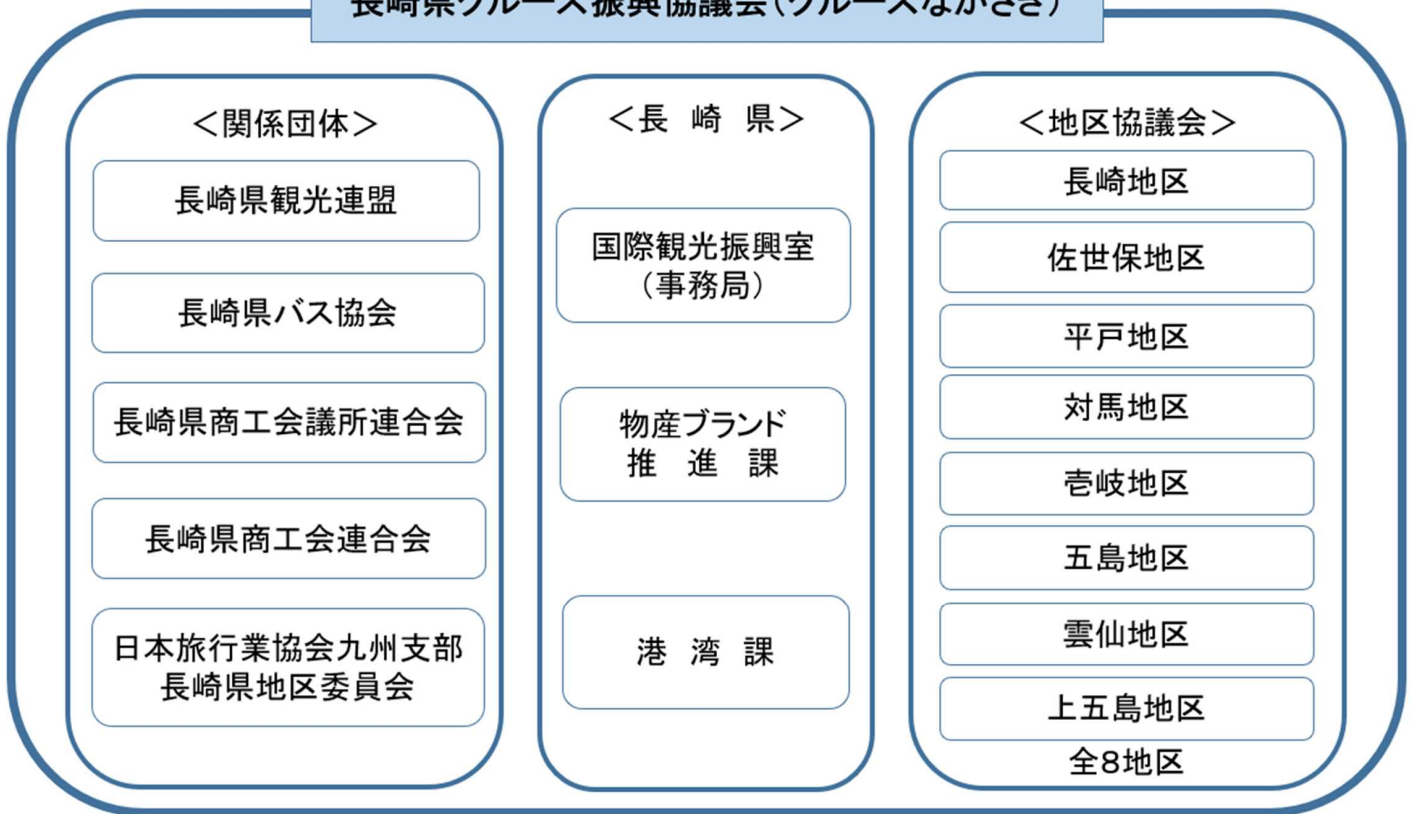 長崎県クルーズ振興協議会(クルーズながさき)
＜関係団体＞
長崎県観光連盟
長崎県バス協会
長崎県商工会議所連合会
長崎県商工会連合会
日本旅行業協会九州支部
長崎県地区委員会
＜長　崎　県＞
国際観光振興室
（事務局）
物産ブランド
推　進　課
港　湾　課
＜地区協議会＞
長崎地区
佐世保地区
平戸地区
対馬地区
壱岐地区
五島地区
雲仙地区
上五島地区
全8地区